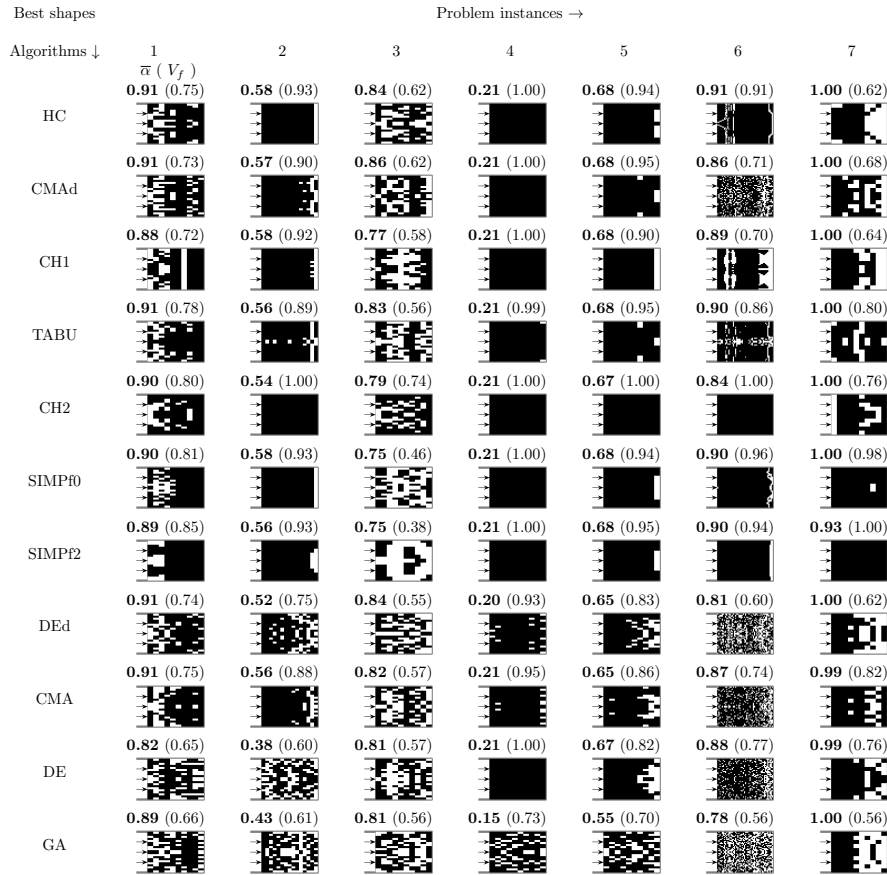 Best shapes Problem instances →
Algorithms ↓ 1 2 3 4 5 6 7
α ( V_f )
0.91 (0.75) 0.58 (0.93) 0.84 (0.62) 0.21 (1.00) 0.68 (0.94) 0.91 (0.91) 1.00 (0.62)
HC
0.91 (0.73) 0.57 (0.90) 0.86 (0.62) 0.21 (1.00) 0.68 (0.95) 0.86 (0.71) 1.00 (0.68)
CMAd
0.88 (0.72) 0.58 (0.92) 0.77 (0.58) 0.21 (1.00) 0.68 (0.90) 0.89 (0.70) 1.00 (0.64)
CH1
0.91 (0.78) 0.56 (0.89) 0.83 (0.56) 0.21 (0.99) 0.68 (0.95) 0.90 (0.86) 1.00 (0.80)
TABU
0.90 (0.80) 0.54 (1.00) 0.79 (0.74) 0.21 (1.00) 0.67 (1.00) 0.84 (1.00) 1.00 (0.76)
CH2
0.90 (0.81) 0.58 (0.93) 0.75 (0.46) 0.21 (1.00) 0.68 (0.94) 0.90 (0.96) 1.00 (0.98)
SIMPf0
0.89 (0.85) 0.56 (0.93) 0.75 (0.38) 0.21 (1.00) 0.68 (0.95) 0.90 (0.94) 0.93 (1.00)
SIMPf2
0.91 (0.74) 0.52 (0.75) 0.84 (0.55) 0.20 (0.93) 0.65 (0.83) 0.81 (0.60) 1.00 (0.62)
DEd
0.91 (0.75) 0.56 (0.88) 0.82 (0.57) 0.21 (0.95) 0.65 (0.86) 0.87 (0.74) 0.99 (0.82)
CMA
0.82 (0.65) 0.38 (0.60) 0.81 (0.57) 0.21 (1.00) 0.67 (0.82) 0.88 (0.77) 0.99 (0.76)
DE
0.89 (0.66) 0.43 (0.61) 0.81 (0.56) 0.15 (0.73) 0.55 (0.70) 0.78 (0.56) 1.00 (0.56)
GA